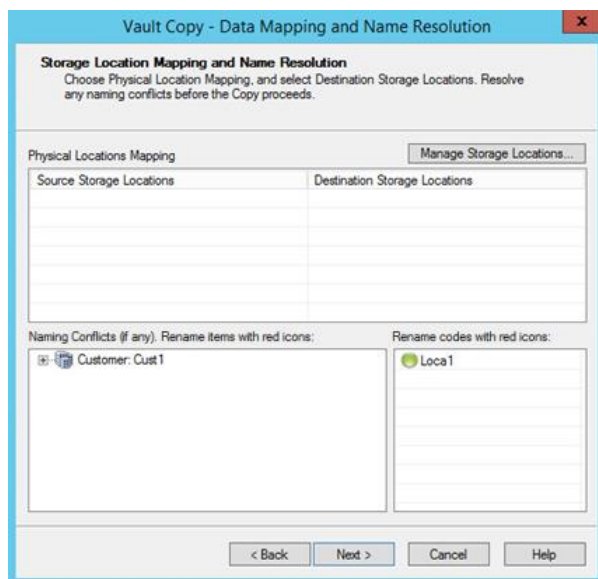 Vault Copy - Data Mapping and Name Resolution
x
Storage Location Mapping and Name Resolution
Choose Physical Location Mapping, and select Destination Storage Locations. Resolve
any naming conflicts before the Copy proceeds.
Physical Locations Mapping
Manage Storage Locations...
Source Storage Locations
Destination Storage Locations
Naming Conflicts (if any). Rename items with red icons:
Rename codes with red icons:
Customer: Cust1
Loca1
< Back
Next >
Cancel
Help